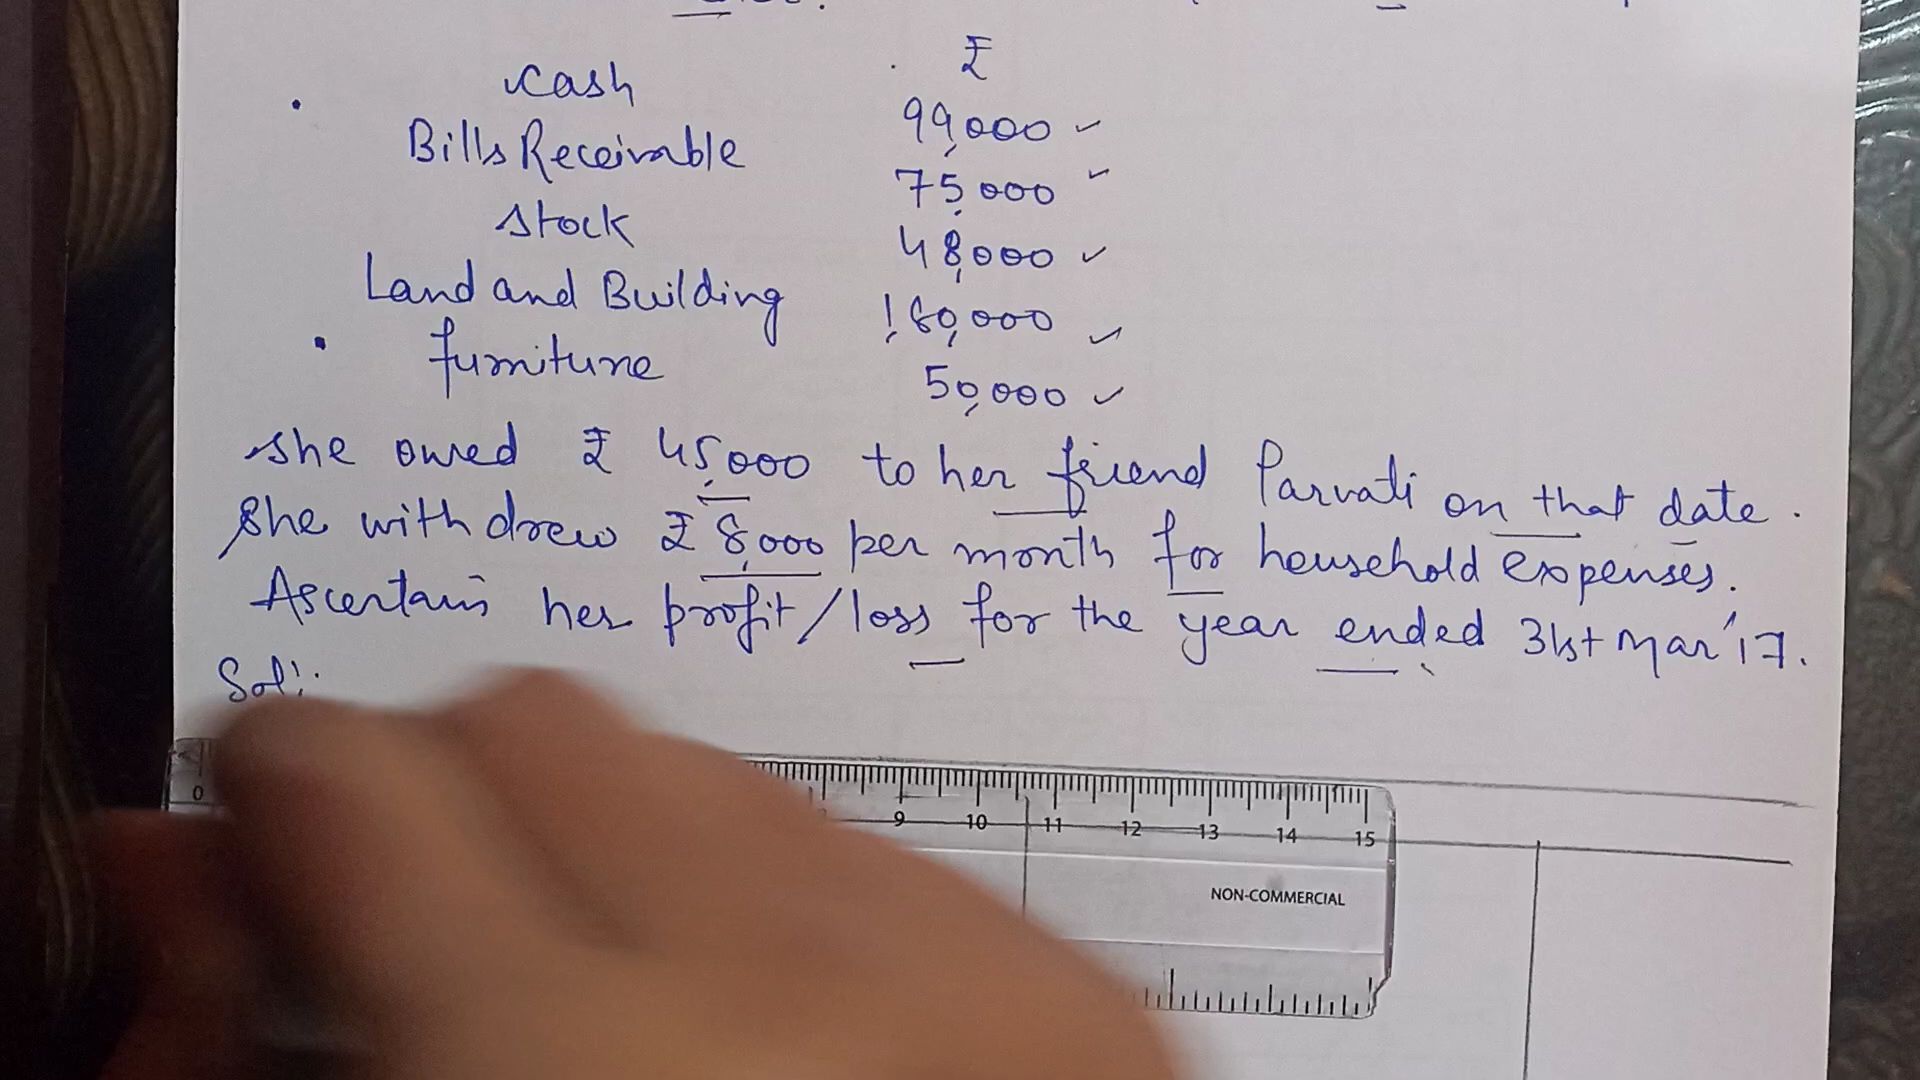 ₹
Cash 99,000
Bills Receivable 75,000
Stock 48,000
Land and Building 1,80,000
furniture 50,000
She owed ₹ 45,000 to her friend Parvati on that date.
She withdrew ₹ 8,000 per month for household expenses.
Ascertain her profit/loss for the year ended 31st Mar'17.
Sol:
0 9 10 11 12 13 14 15
NON-COMMERCIAL